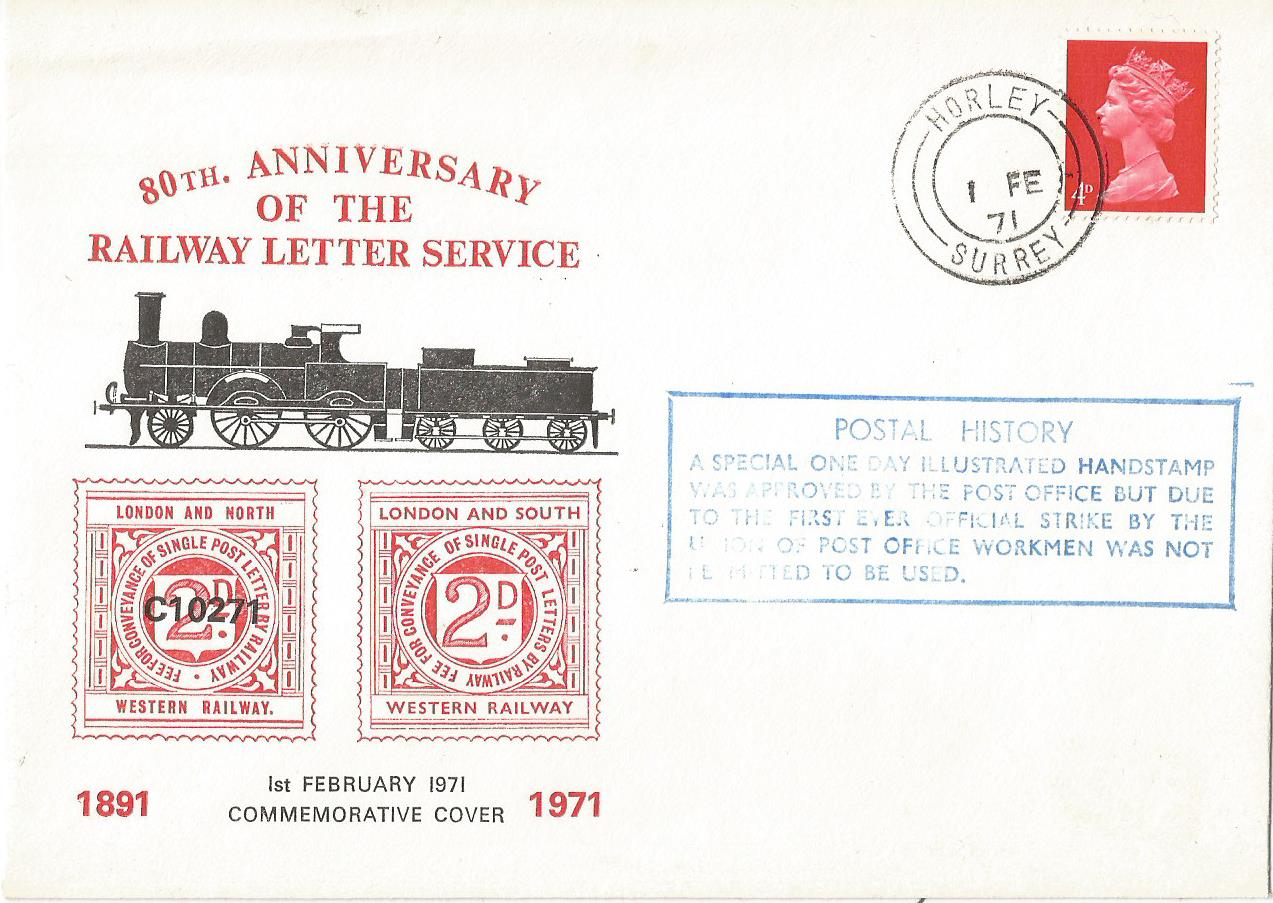 80TH. ANNIVERSARY
OF THE
RAILWAY LETTER SERVICE
HORLEY
1 FE
71
SURREY
4D
POSTAL HISTORY
A SPECIAL ONE DAY ILLUSTRATED HANDSTAMP
WAS APPROVED BY THE POST OFFICE BUT DUE
TO THE FIRST EVER OFFICIAL STRIKE BY THE
UNION OF POST OFFICE WORKMEN WAS NOT
PERMITTED TO BE USED.
LONDON AND NORTH
FEE FOR CONVEYANCE OF SINGLE POST LETTER BY RAILWAY
2D.
C10271
WESTERN RAILWAY.
LONDON AND SOUTH
FEE FOR CONVEYANCE OF SINGLE POST LETTERS BY RAILWAY
2D.
WESTERN RAILWAY
1891
1st FEBRUARY 1971
COMMEMORATIVE COVER
1971